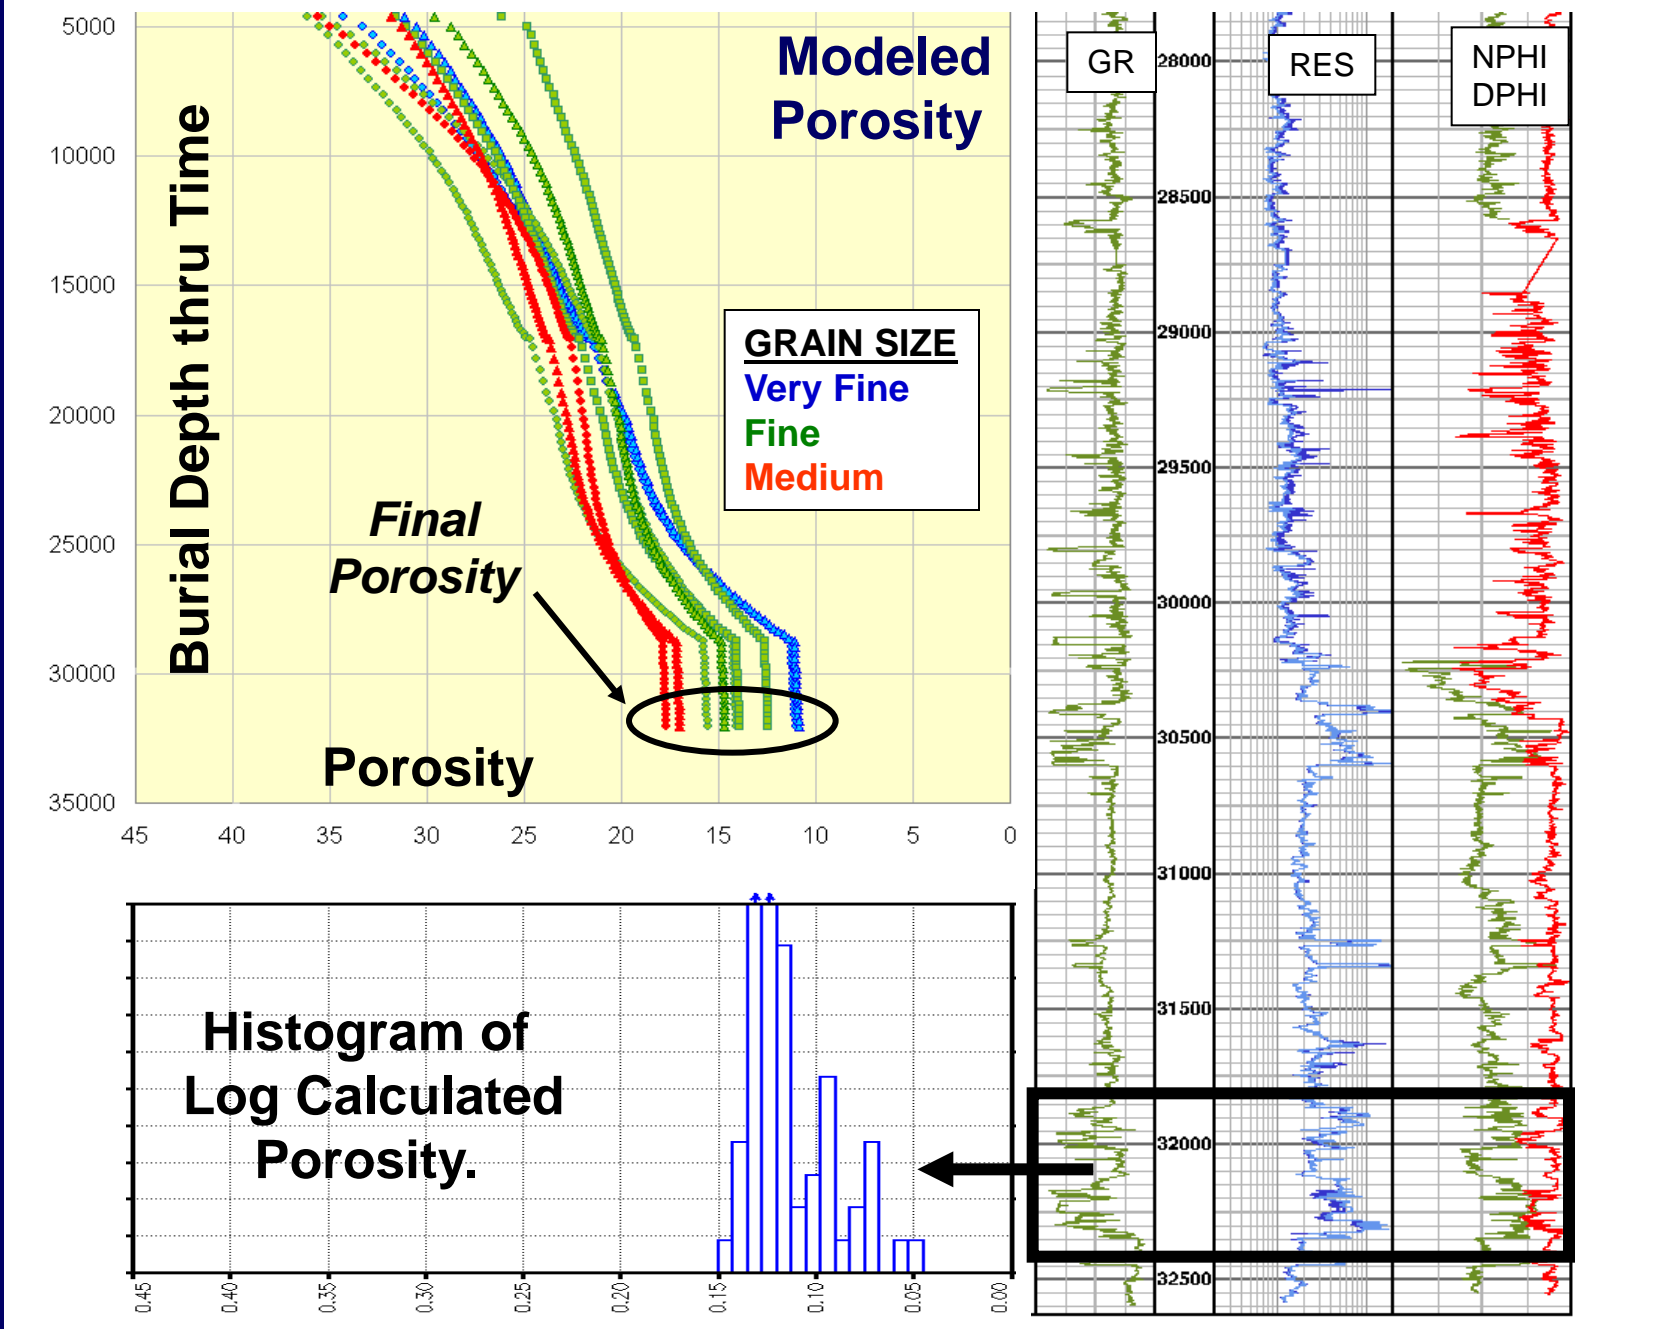 Modeled
Porosity
Burial Depth thru Time
5000
10000
15000
20000
25000
30000
35000
GRAIN SIZE
Very Fine
Fine
Medium
Final
Porosity
Porosity
45
40
35
30
25
20
15
10
5
0
Histogram of
Log Calculated
Porosity.
0.45
0.40
0.35
0.30
0.25
0.20
0.15
0.10
0.05
0.00
GR
RES
NPHI
DPHI
28000
28500
29000
29500
30000
30500
31000
31500
32000
32500